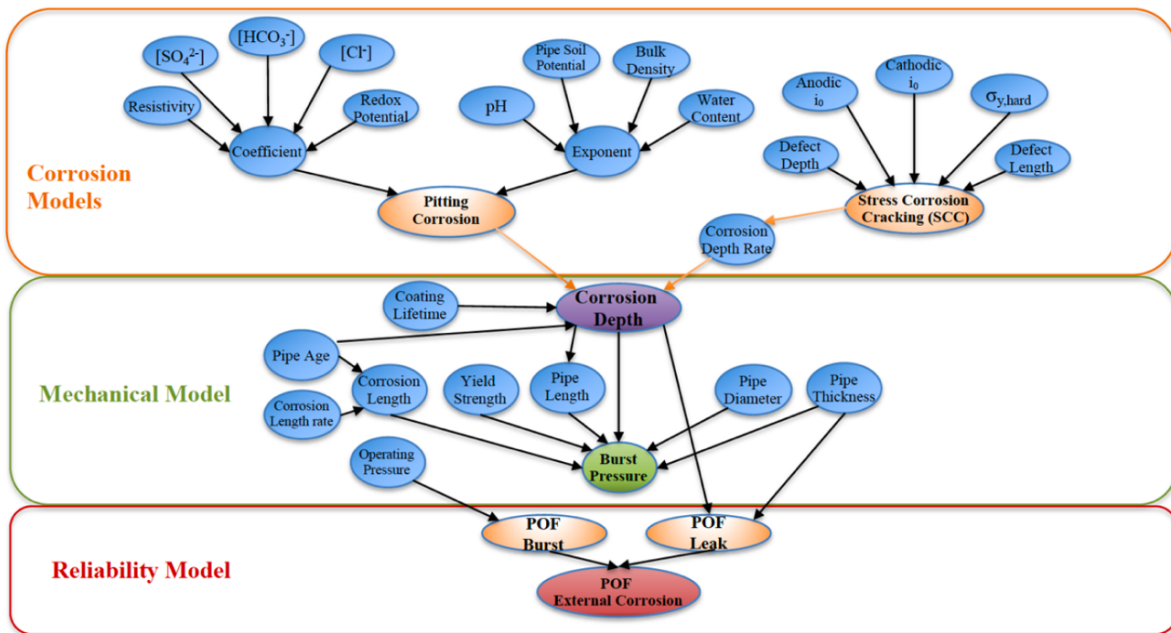 [SO₄²⁻]
[HCO₃⁻]
[Cl⁻]
Resistivity
Redox
Potential
Coefficient
Pipe Soil
Potential
Bulk
Density
pH
Water
Content
Exponent
Anodic
i₀
Cathodic
i₀
σy,hard
Defect
Depth
Defect
Length
Corrosion
Models
Pitting
Corrosion
Stress Corrosion
Cracking (SCC)
Corrosion
Depth Rate
Coating
Lifetime
Corrosion
Depth
Pipe Age
Mechanical Model
Corrosion
Length
Yield
Strength
Pipe
Length
Pipe
Diameter
Pipe
Thickness
Corrosion
Length rate
Operating
Pressure
Burst
Pressure
POF
Burst
POF
Leak
Reliability Model
POF
External Corrosion